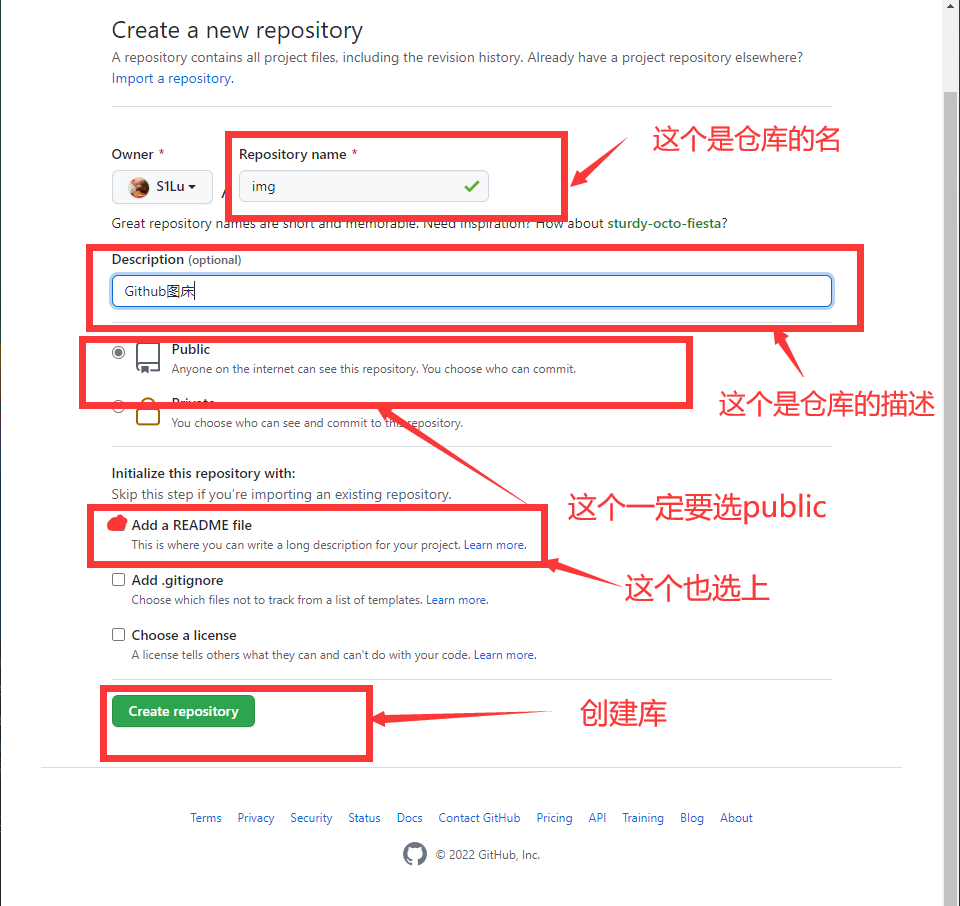 Create a new repository
A repository contains all project files, including the revision history. Already have a project repository elsewhere?
Import a repository.
Owner *
Repository name *
这个是仓库的名
S1Lu
/
img
Great repository names are short and memorable. Need inspiration? How about sturdy-octo-fiesta?
Description (optional)
Github图床
这个是仓库的描述
Public
Anyone on the internet can see this repository. You choose who can commit.
Private
You choose who can see and commit to this repository.
Initialize this repository with:
Skip this step if you're importing an existing repository.
这个一定要选public
Add a README file
This is where you can write a long description for your project. Learn more.
这个也选上
Add .gitignore
Choose which files not to track from a list of templates. Learn more.
Choose a license
A license tells others what they can and can't do with your code. Learn more.
Create repository
创建库
Terms Privacy Security Status Docs Contact GitHub Pricing API Training Blog About
© 2022 GitHub, Inc.